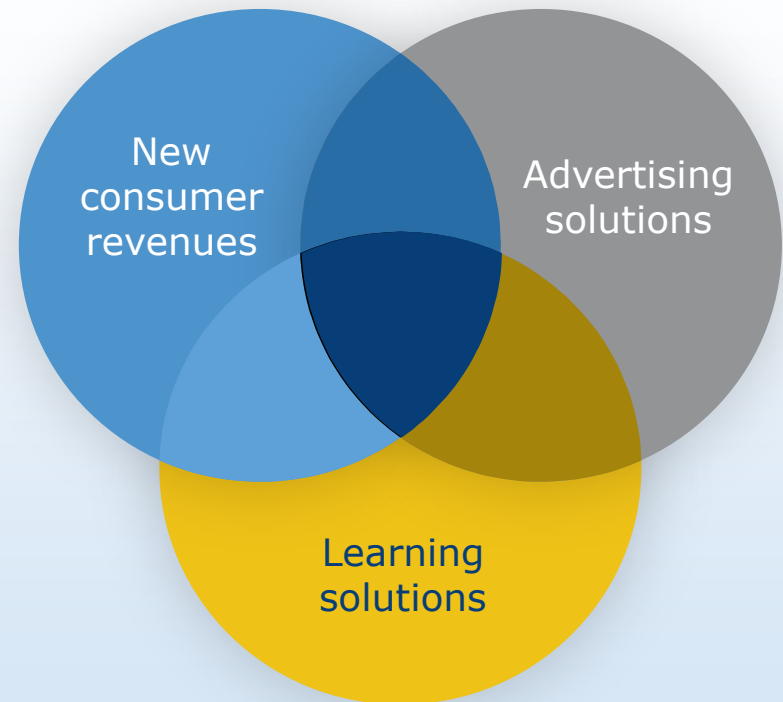 New
consumer
revenues
Advertising
solutions
Learning
solutions